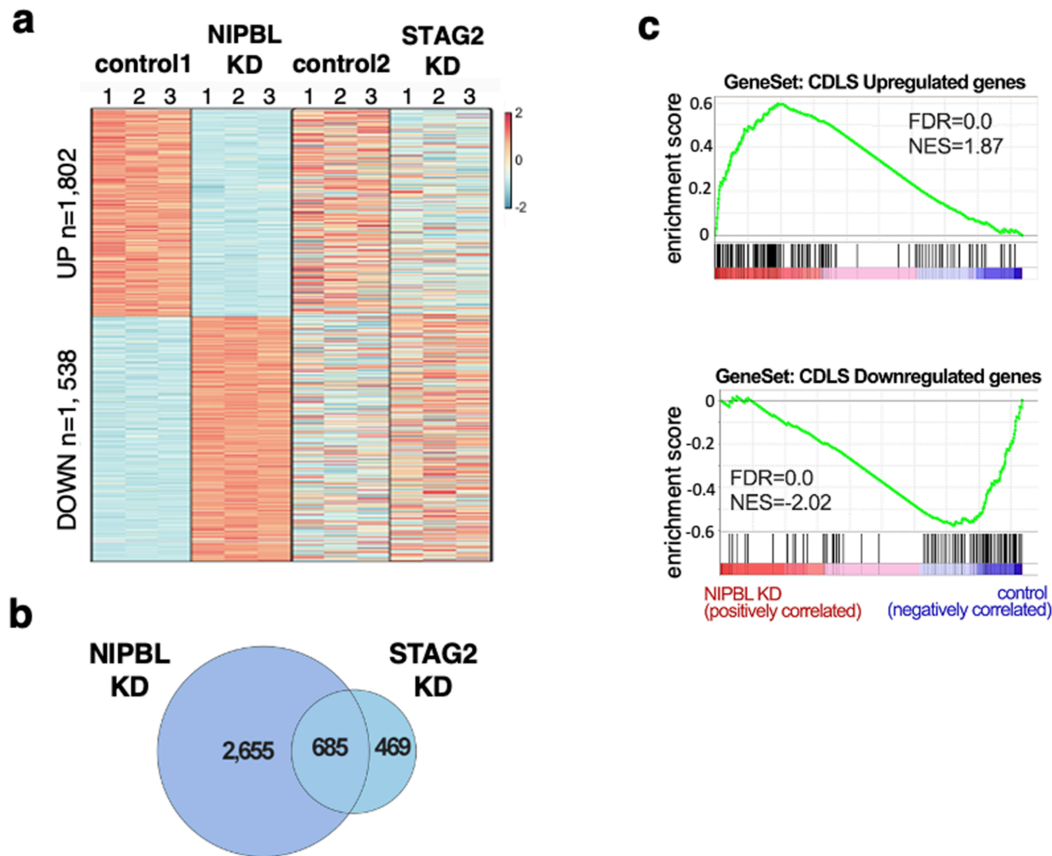 a
NIPBL
KD
STAG2
KD
control1
control2
1 2 3 1 2 3 1 2 3 1 2 3
UP n=1,802
DOWN n=1, 538
2
0
-2
b
NIPBL
KD
STAG2
KD
2,655
685
469
c
GeneSet: CDLS Upregulated genes
enrichment score
0.6
0.4
0.2
0
FDR=0.0
NES=1.87
GeneSet: CDLS Downregulated genes
enrichment score
0
-0.2
-0.4
-0.6
FDR=0.0
NES=-2.02
NIPBL KD
(positively correlated)
control
(negatively correlated)